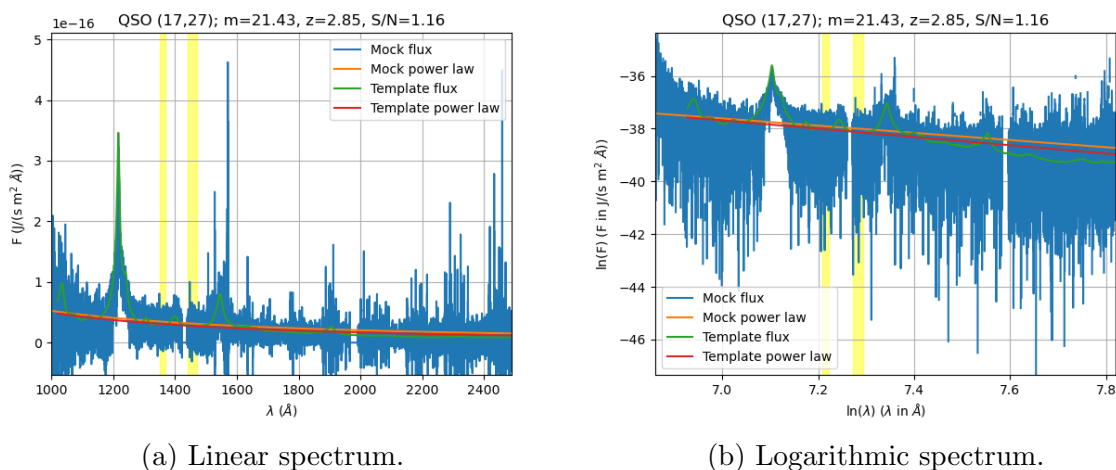 QSO (17,27); m=21.43, z=2.85, S/N=1.16
1e−16
5
4
3
2
1
0
F (J/(s m² Å))
1000
1200
1400
1600
1800
2000
2200
2400
λ (Å)
Mock flux
Mock power law
Template flux
Template power law
(a) Linear spectrum.
QSO (17,27); m=21.43, z=2.85, S/N=1.16
−36
−38
−40
−42
−44
−46
ln(F) (F in J/(s m² Å))
7.0
7.2
7.4
7.6
7.8
ln(λ) (λ in Å)
Mock flux
Mock power law
Template flux
Template power law
(b) Logarithmic spectrum.